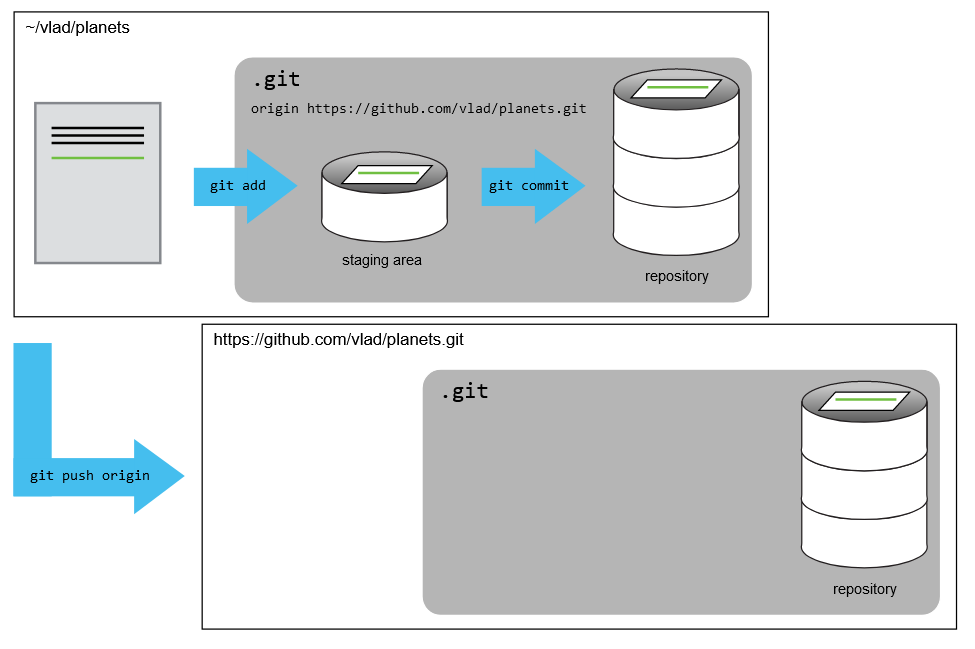 ~/vlad/planets
.git
origin https://github.com/vlad/planets.git
git add
git commit
staging area
repository
https://github.com/vlad/planets.git
.git
git push origin
repository